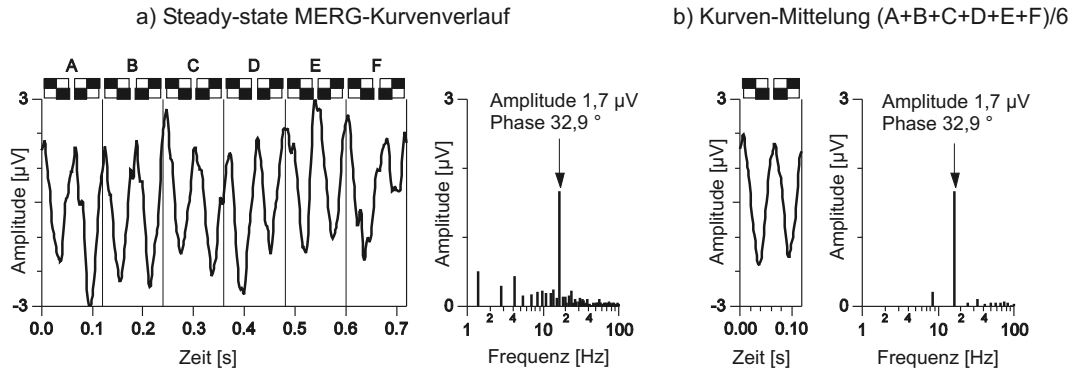 a) Steady-state MERG-Kurvenverlauf
b) Kurven-Mittelung (A+B+C+D+E+F)/6
A B C D E F
3
-3
Amplitude [µV]
0.0 0.1 0.2 0.3 0.4 0.5 0.6 0.7
Zeit [s]
3
0
Amplitude [µV]
Amplitude 1,7 µV
Phase 32,9 °
1 2 4 10 2 4 100
Frequenz [Hz]
3
-3
Amplitude [µV]
0.00 0.10
Zeit [s]
3
0
Amplitude [µV]
Amplitude 1,7 µV
Phase 32,9 °
1 2 4 10 2 4 100
Frequenz [Hz]